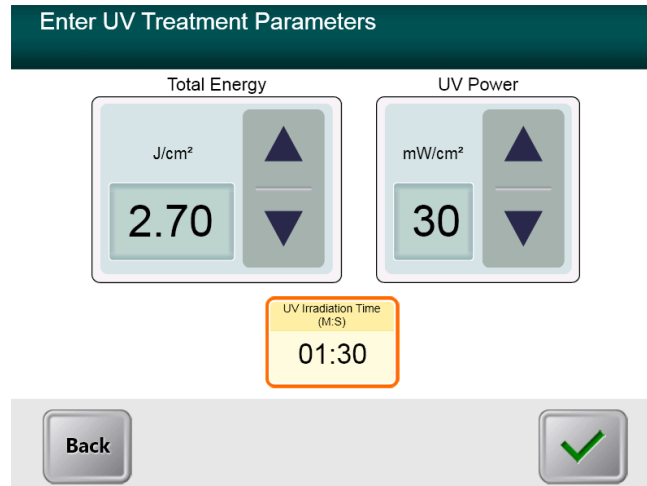 Enter UV Treatment Parameters
Total Energy
UV Power
J/cm²
mW/cm²
2.70
30
UV Irradiation Time
(M:S)
01:30
Back